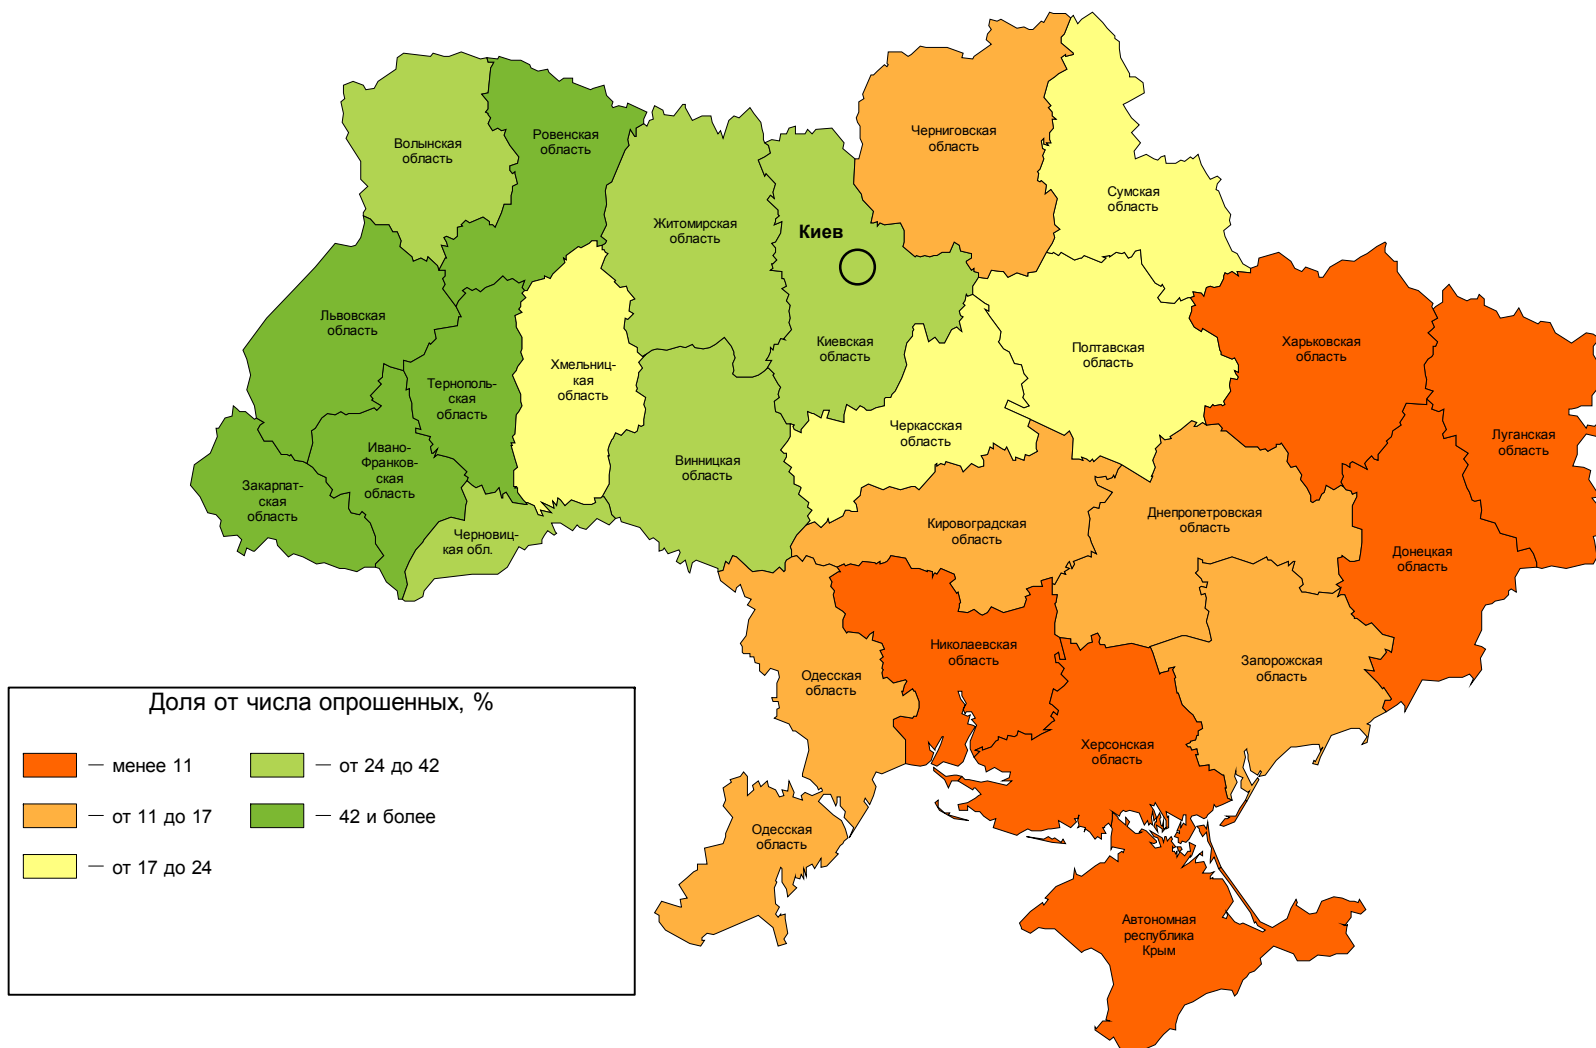 Волынская
область
Ровенская
область
Житомирская
область
Киев
Киевская
область
Черниговская
область
Сумская
область
Львовская
область
Тернополь-
ская
область
Хмельниц-
кая
область
Полтавская
область
Харьковская
область
Луганская
область
Черкасская
область
Винницкая
область
Ивано-
Франков-
ская
область
Закарпат-
ская
область
Черновиц-
кая обл.
Кировоградская
область
Днепропетровская
область
Донецкая
область
Николаевская
область
Запорожская
область
Одесская
область
Херсонская
область
Одесская
область
Автономная
республика
Крым
Доля от числа опрошенных, %
— менее 11
— от 24 до 42
— от 11 до 17
— 42 и более
— от 17 до 24